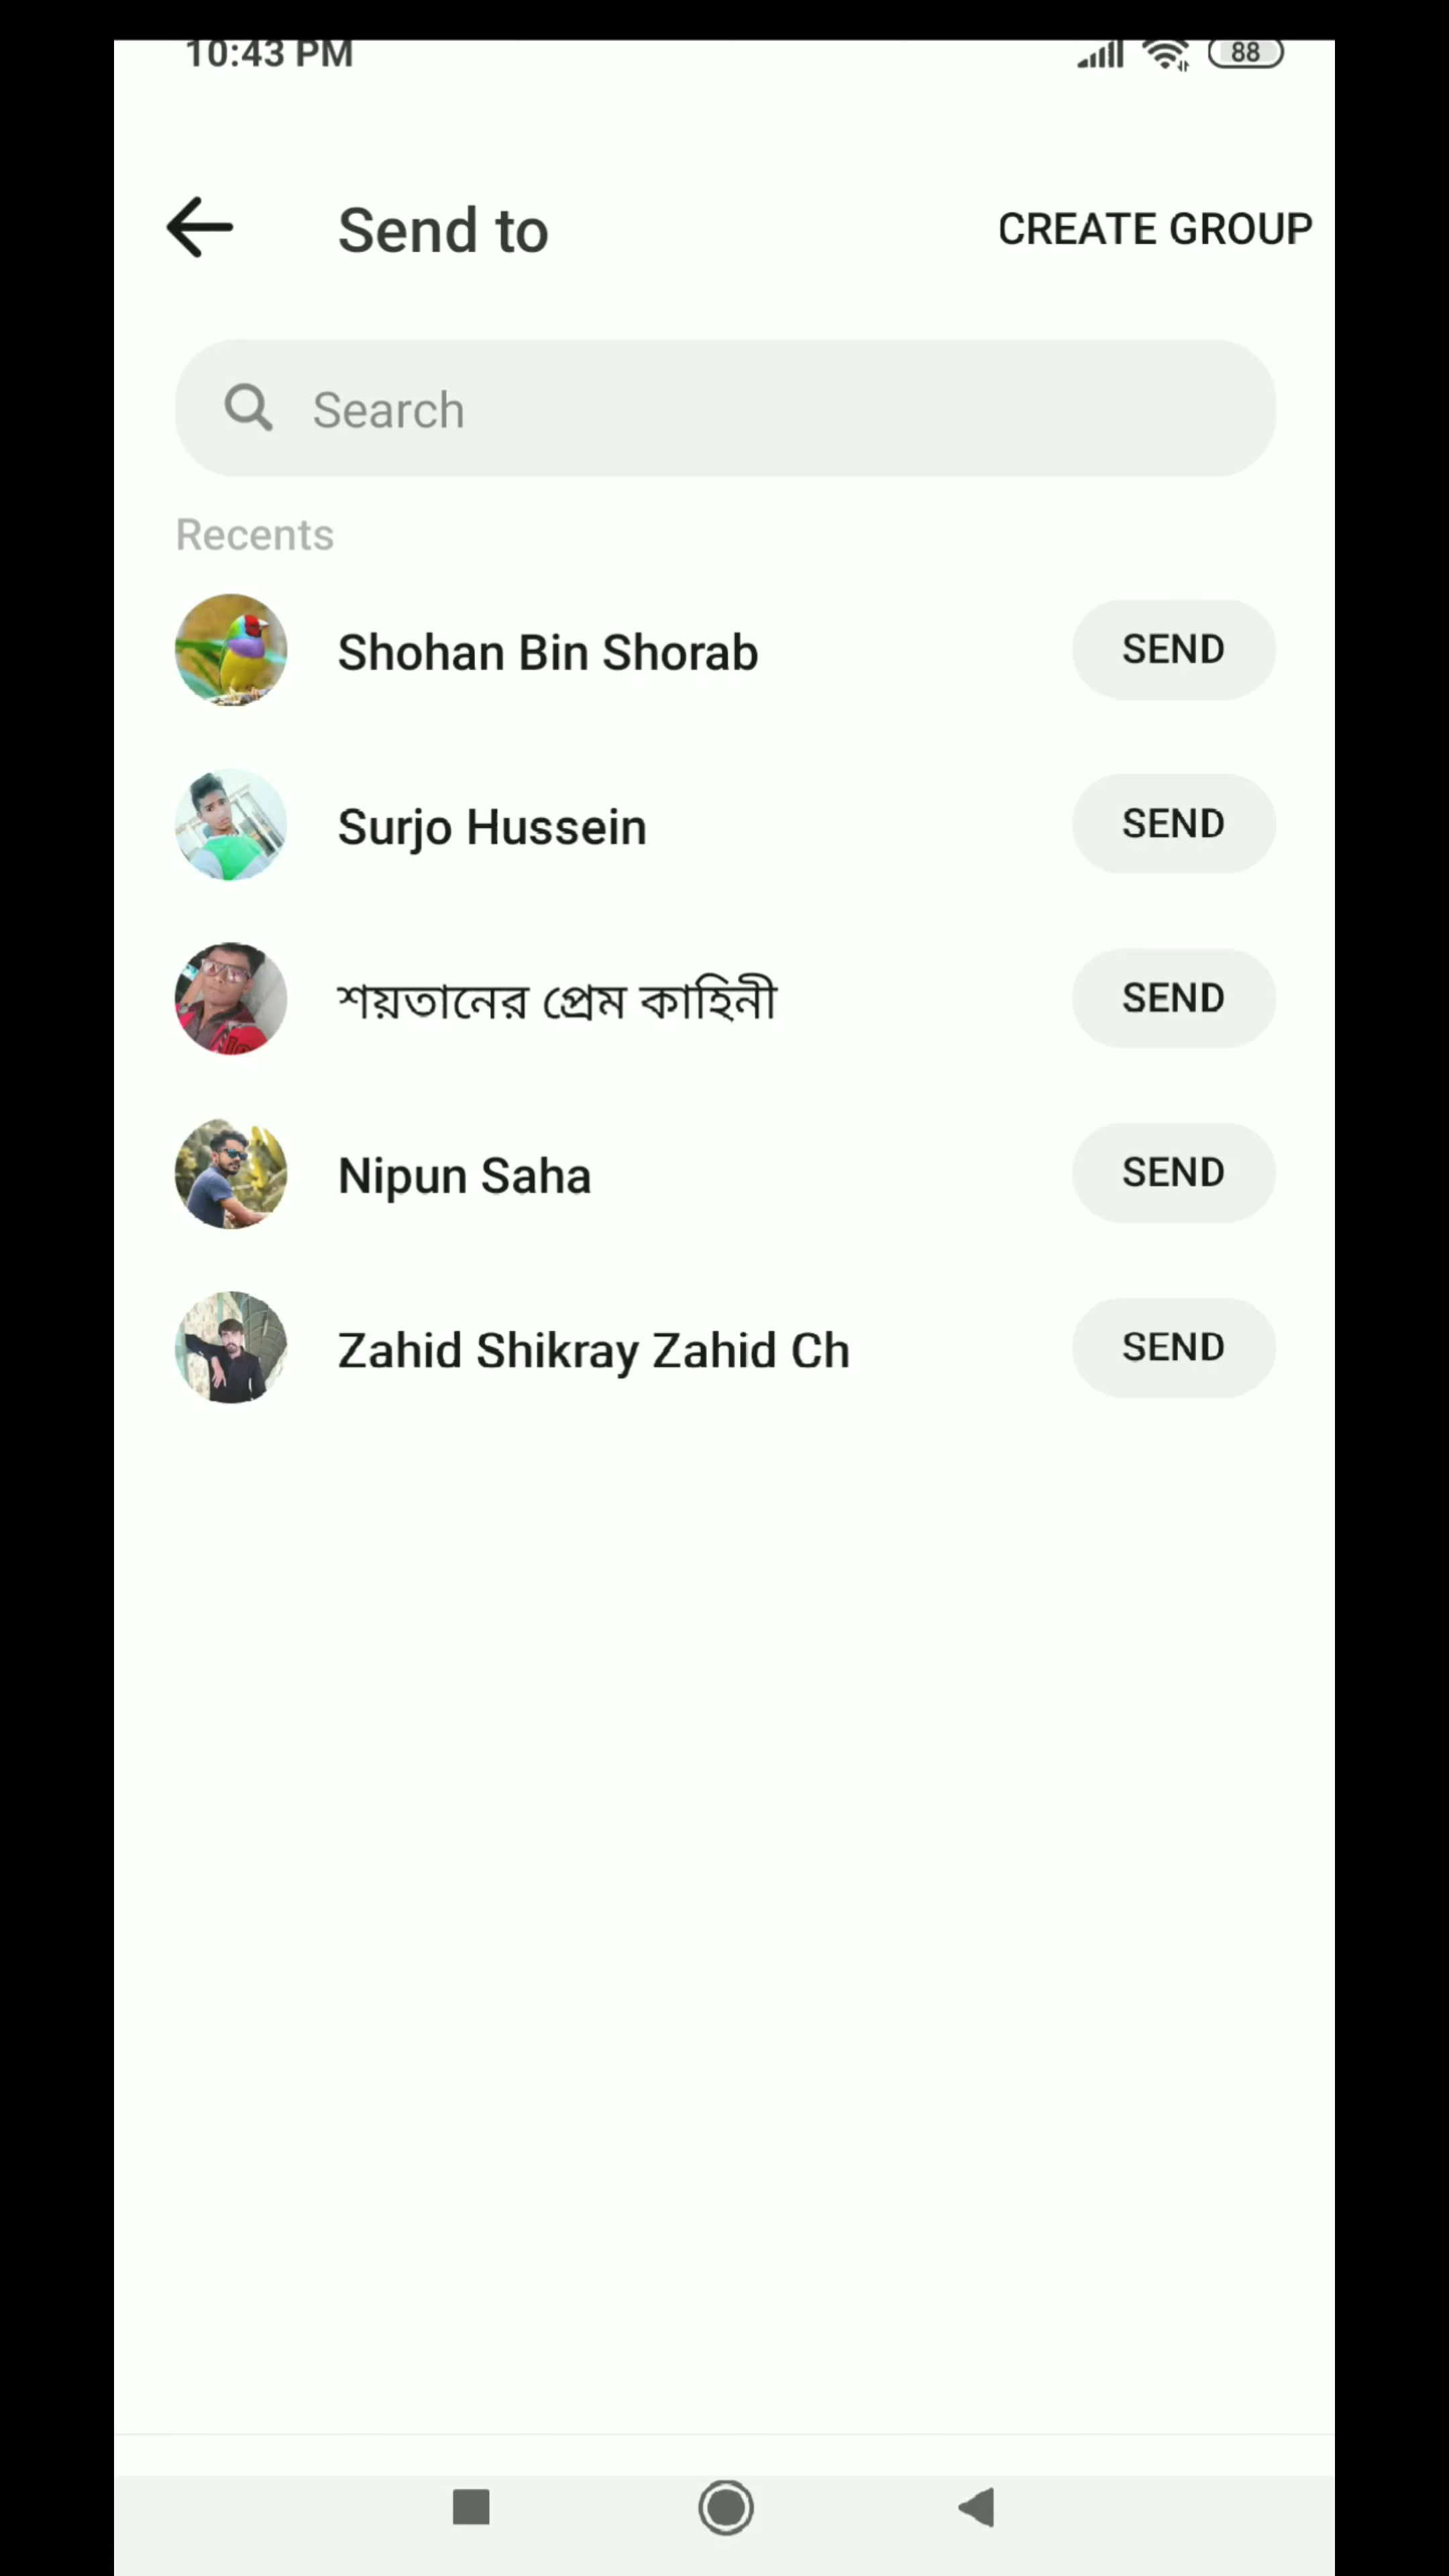 10:43 PM 88
Send to CREATE GROUP
Search
Recents
Shohan Bin Shorab SEND
Surjo Hussein SEND
শয়তানের প্রেম কাহিনী SEND
Nipun Saha SEND
Zahid Shikray Zahid Ch SEND